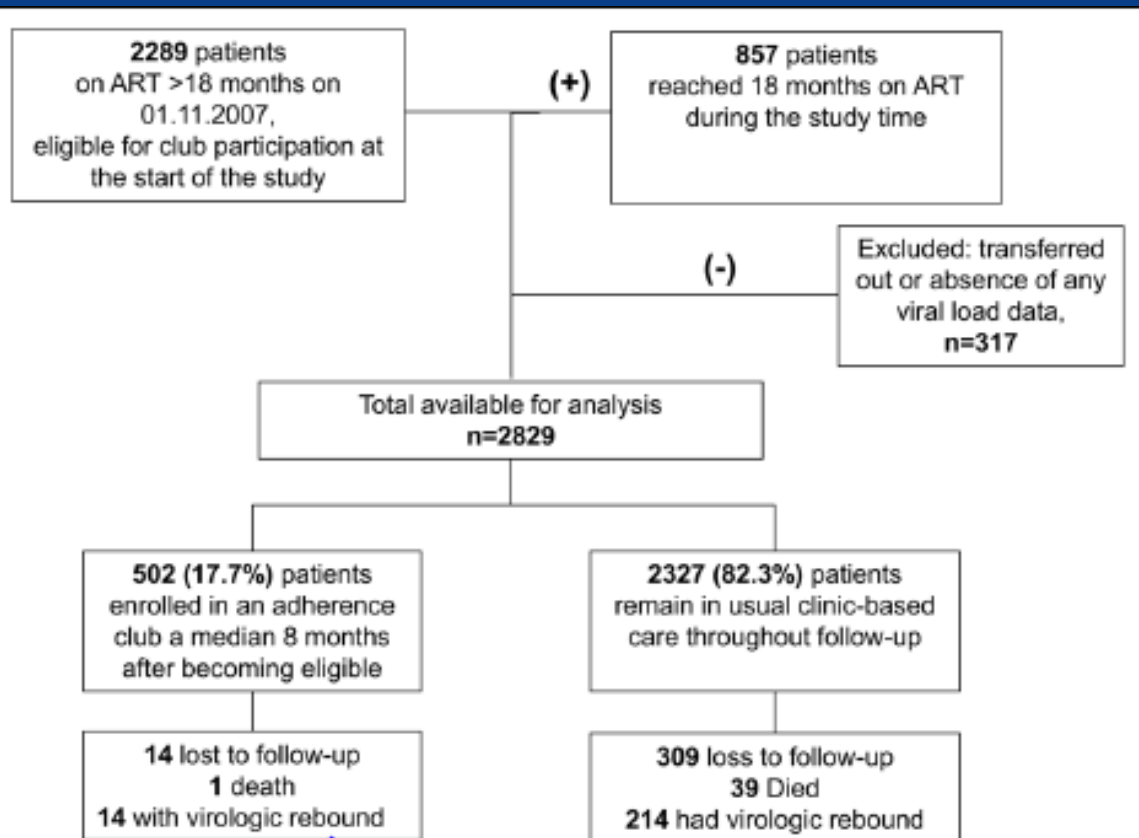 2289 patients
on ART >18 months on
01.11.2007,
eligible for club participation at
the start of the study
(+)
857 patients
reached 18 months on ART
during the study time
(-)
Excluded: transferred
out or absence of any
viral load data,
n=317
Total available for analysis
n=2829
502 (17.7%) patients
enrolled in an adherence
club a median 8 months
after becoming eligible
2327 (82.3%) patients
remain in usual clinic-based
care throughout follow-up
14 lost to follow-up
1 death
14 with virologic rebound
309 loss to follow-up
39 Died
214 had virologic rebound